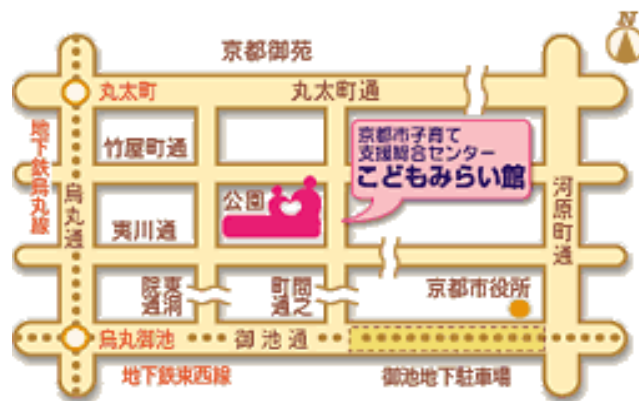 N
京都御苑
丸太町
丸太町通
竹屋町通
京都市子育て
支援総合センター
こどもみらい館
地下鉄烏丸線
烏丸通
公園
夷川通
河原町通
東洞
院通
間之
町通
京都市役所
烏丸御池
御池通
地下鉄東西線
御池地下駐車場